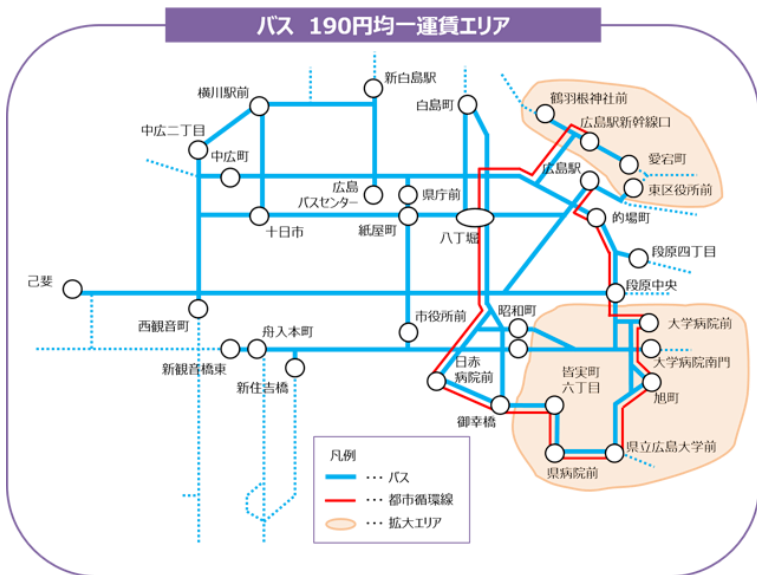 バス 190円均一運賃エリア
新白島駅
横川駅前
白島町
鶴羽根神社前
広島駅新幹線口
中広二丁目
中広町
愛宕町
広島駅
広島
バスセンター
県庁前
東区役所前
十日市
紙屋町
八丁堀
的場町
段原四丁目
己斐
段原中央
西観音町
舟入本町
市役所前
昭和町
大学病院前
新観音橋東
新住吉橋
日赤
病院前
皆実町
六丁目
大学病院南門
旭町
御幸橋
県病院前
県立広島大学前
凡例
･･･ バス
･･･ 都市循環線
･･･ 拡大エリア